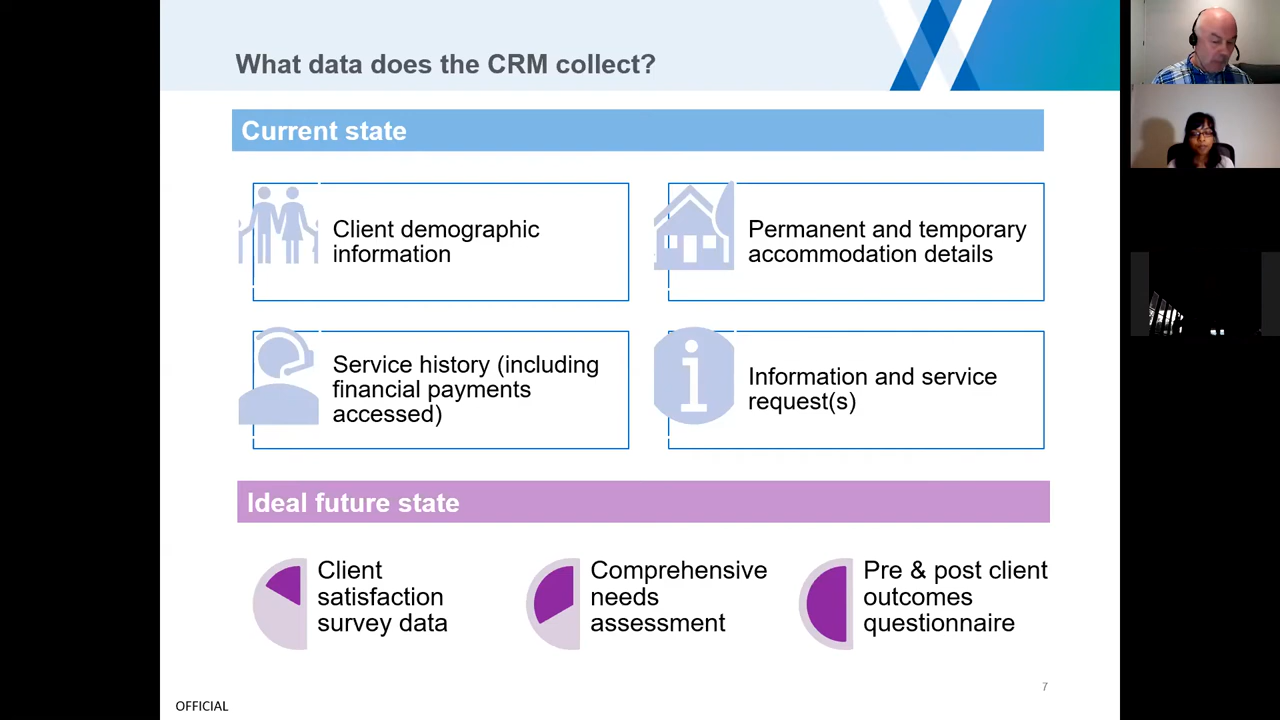 What data does the CRM collect?
Current state
Client demographic
information
Permanent and temporary
accommodation details
Service history (including
financial payments
accessed)
Information and service
request(s)
Ideal future state
Client
satisfaction
survey data
Comprehensive
needs
assessment
Pre & post client
outcomes
questionnaire
7
OFFICIAL